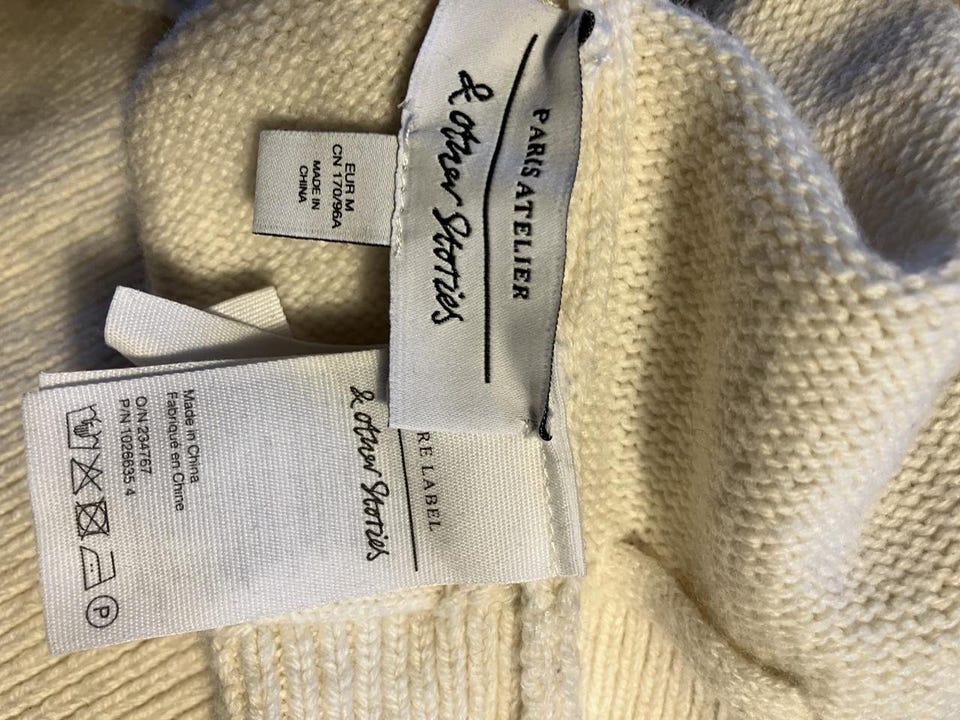 PARIS ATELIER
& other Stories
EUR M
CN 170/96A
MADE IN
CHINA
RE LABEL
& other Stories
Made in China
Fabriqué en Chine
O/N 234767
P/N 1026635 4
P